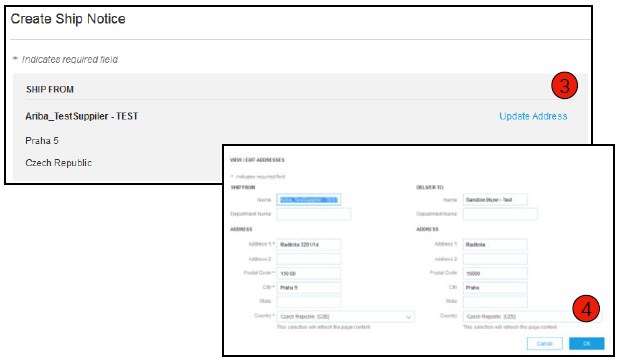 Create Ship Notice
* Indicates required field
SHIP FROM
3
Ariba_TestSuppiler - TEST
Update Address
Praha 5
Czech Republic
VIEW / EDIT ADDRESSES
* Indicates required field
SHIP FROM
DELIVER TO
Name: Ariba_TestSuppiler - TEST
Name: Sandbox Buyer - Test
Department Name:
Department Name:
ADDRESS
ADDRESS
Address 1: * Radlicka 3201/14
Address 1: Radlicka
Address 2:
Address 2:
Postal Code: * 150 00
Postal Code: 15000
City: * Praha 5
City: Praha
State:
State:
Country: * Czech Republic (CZE)
Country: Czech Republic (CZE)
This selection will refresh the page content
This selection will refresh the page content
4
Cancel
OK